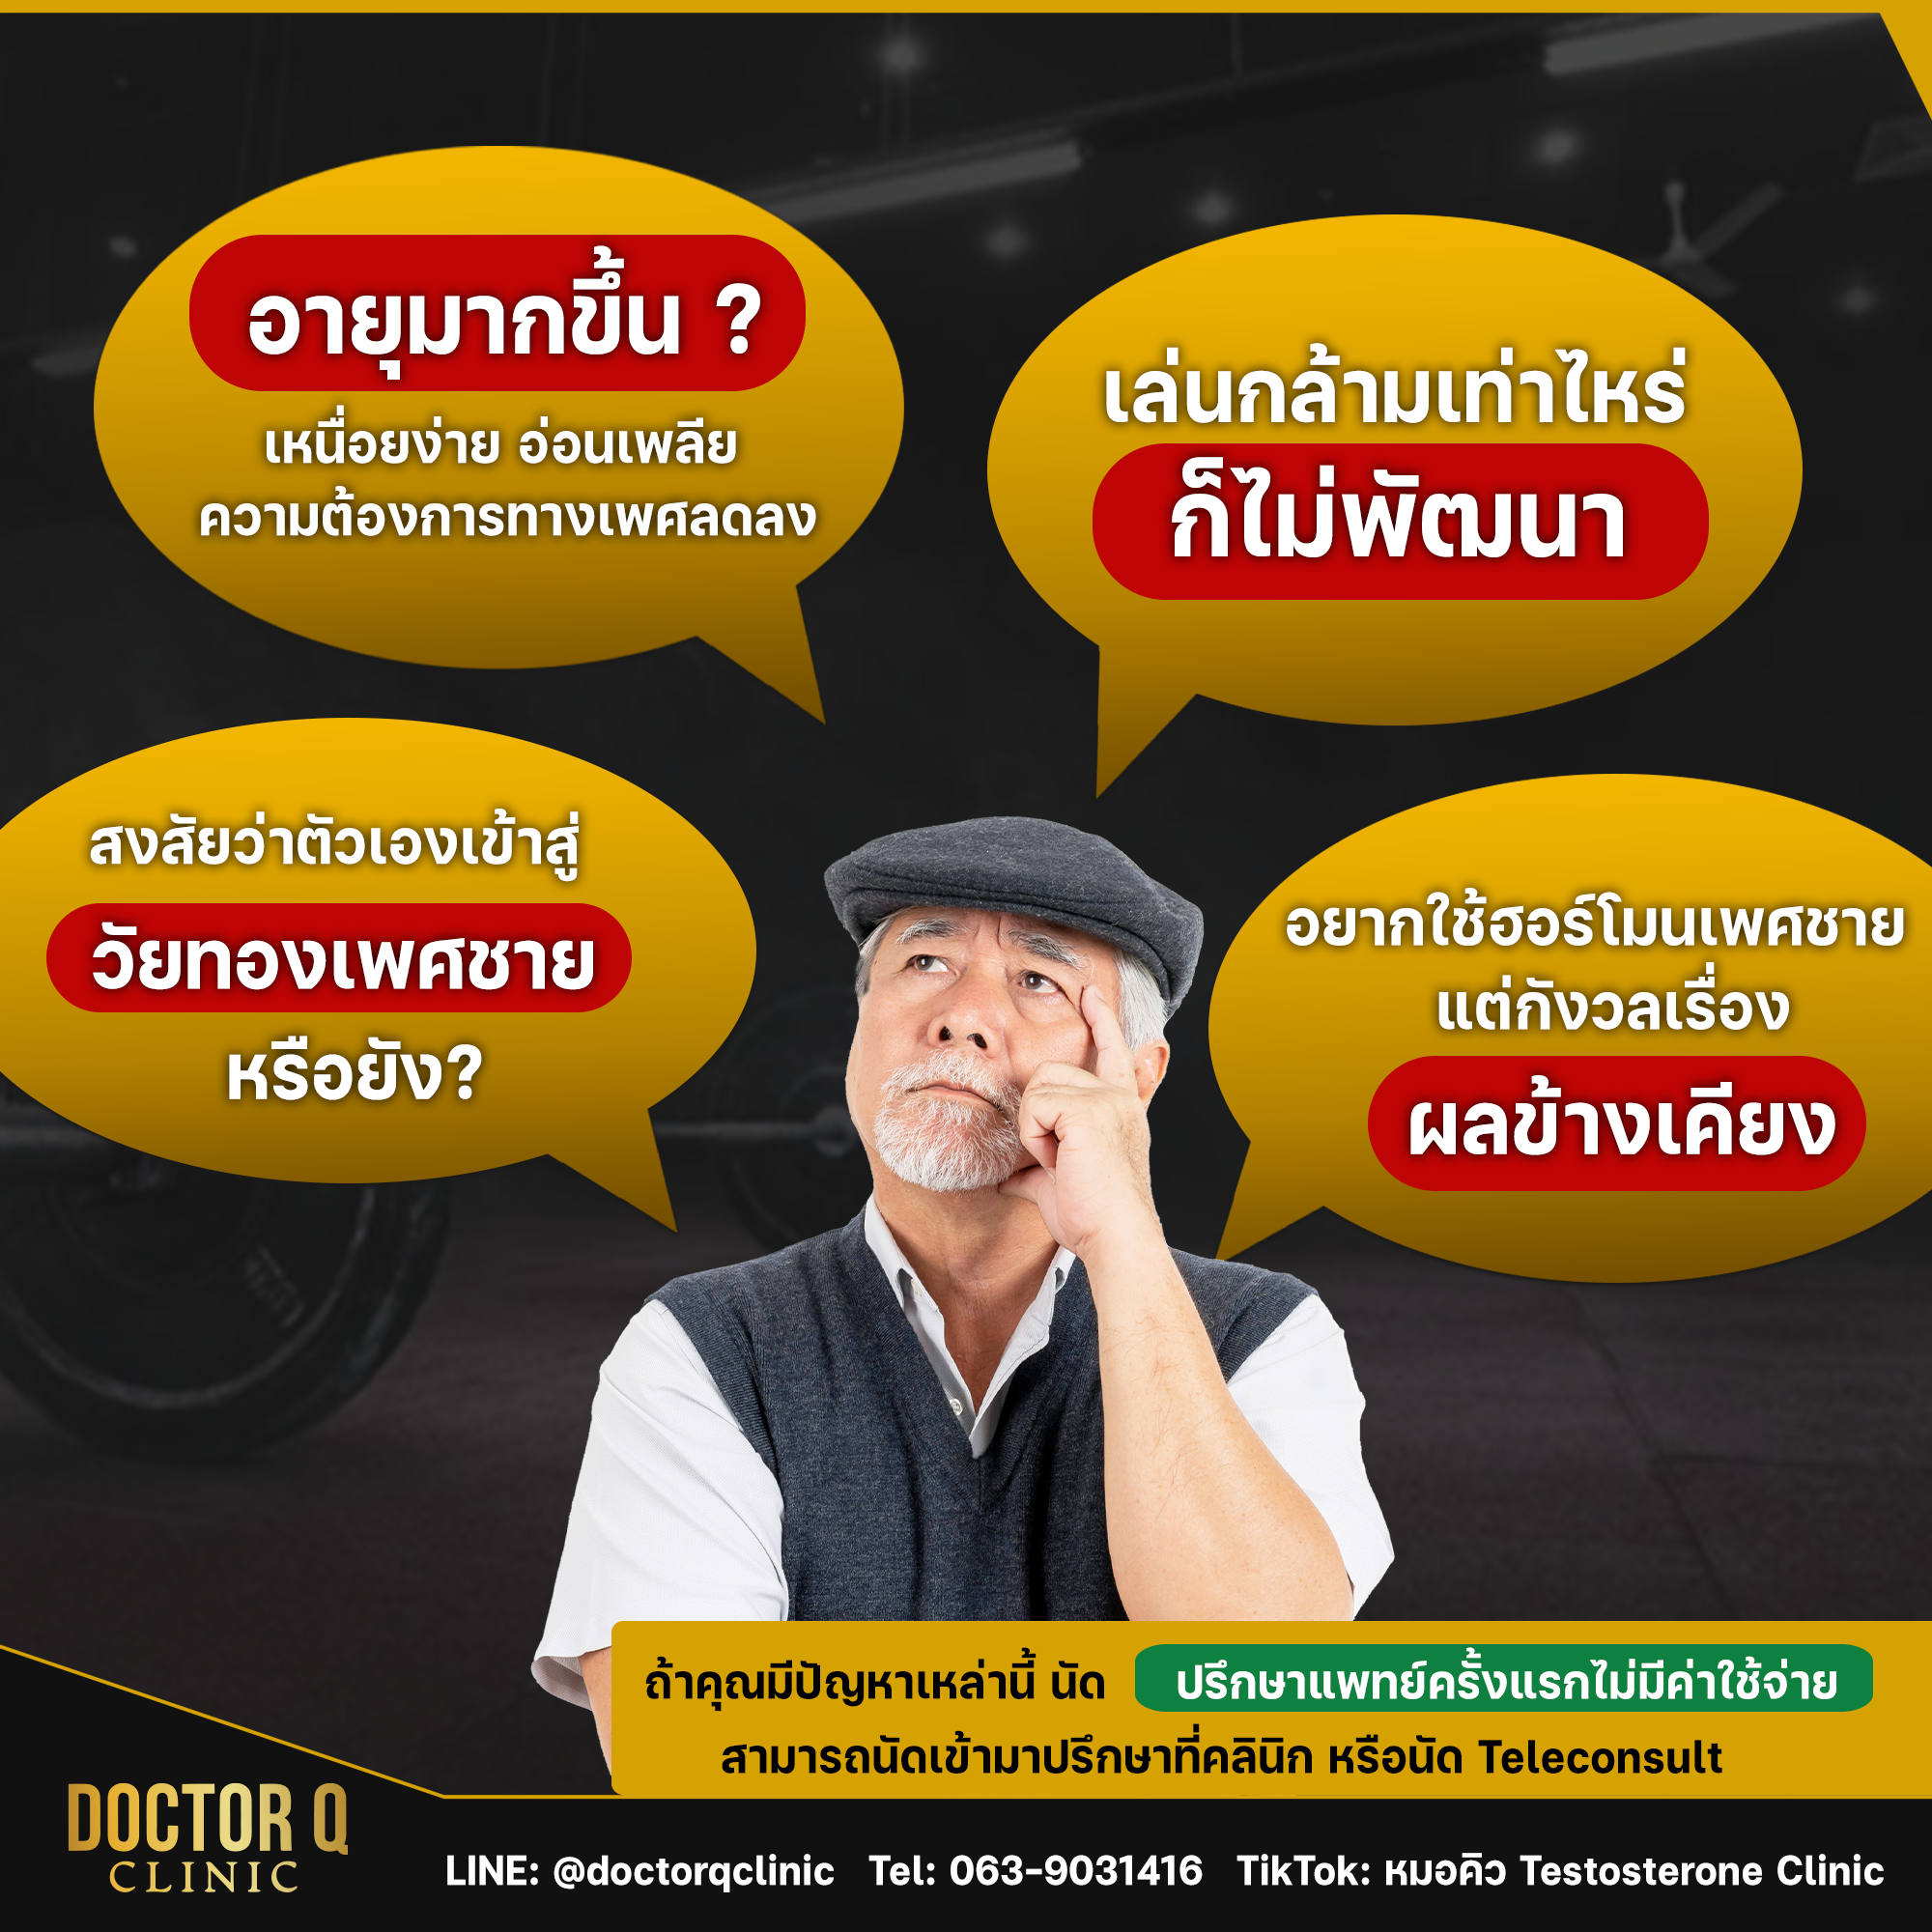 อายุมากขึ้น ?
เหนื่อยง่าย อ่อนเพลีย
ความต้องการทางเพศลดลง
เล่นกล้ามเท่าไหร่
ก็ไม่พัฒนา
สงสัยว่าตัวเองเข้าสู่
วัยทองเพศชาย
หรือยัง?
อยากใช้ฮอร์โมนเพศชาย
แต่กังวลเรื่อง
ผลข้างเคียง
ถ้าคุณมีปัญหาเหล่านี้ นัด ปรึกษาแพทย์ครั้งแรกไม่มีค่าใช้จ่าย
สามารถนัดเข้ามาปรึกษาที่คลินิก หรือนัด Teleconsult
DOCTOR Q
CLINIC
LINE: @doctorqclinic Tel: 063-9031416 TikTok: หมอคิว Testosterone Clinic